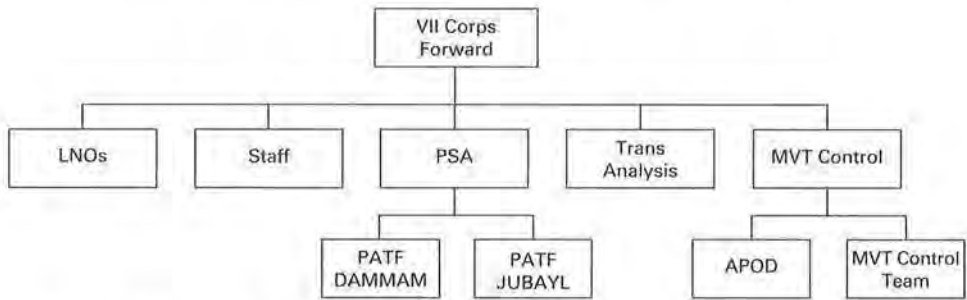 VII Corps
Forward
LNOs
Staff
PSA
Trans
Analysis
MVT Control
PATF
DAMMAM
PATF
JUBAYL
APOD
MVT Control
Team